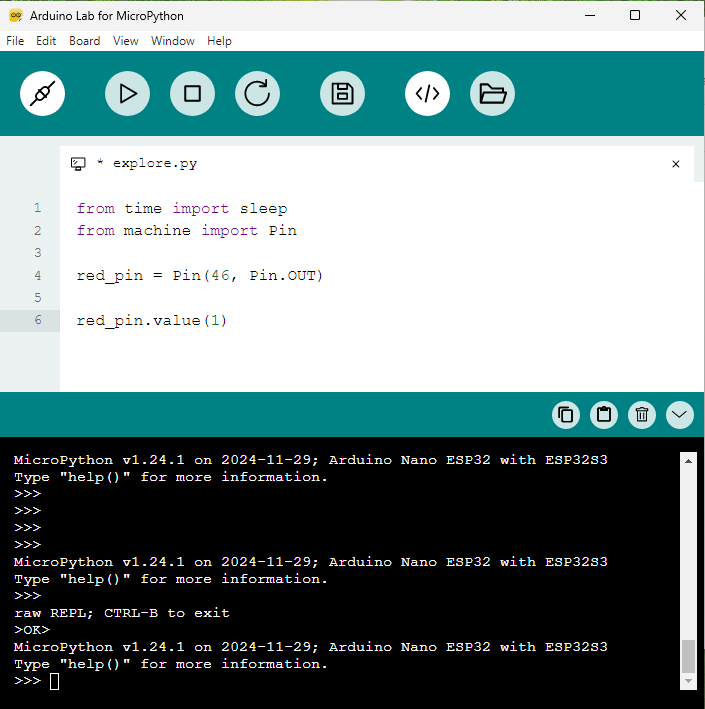 Arduino Lab for MicroPython
File Edit Board View Window Help
* explore.py
1 from time import sleep
2 from machine import Pin
3
4 red_pin = Pin(46, Pin.OUT)
5
6 red_pin.value(1)
MicroPython v1.24.1 on 2024-11-29; Arduino Nano ESP32 with ESP32S3
Type "help()" for more information.
>>>
>>>
>>>
>>>
MicroPython v1.24.1 on 2024-11-29; Arduino Nano ESP32 with ESP32S3
Type "help()" for more information.
>>>
raw REPL; CTRL-B to exit
>OK>
MicroPython v1.24.1 on 2024-11-29; Arduino Nano ESP32 with ESP32S3
Type "help()" for more information.
>>>